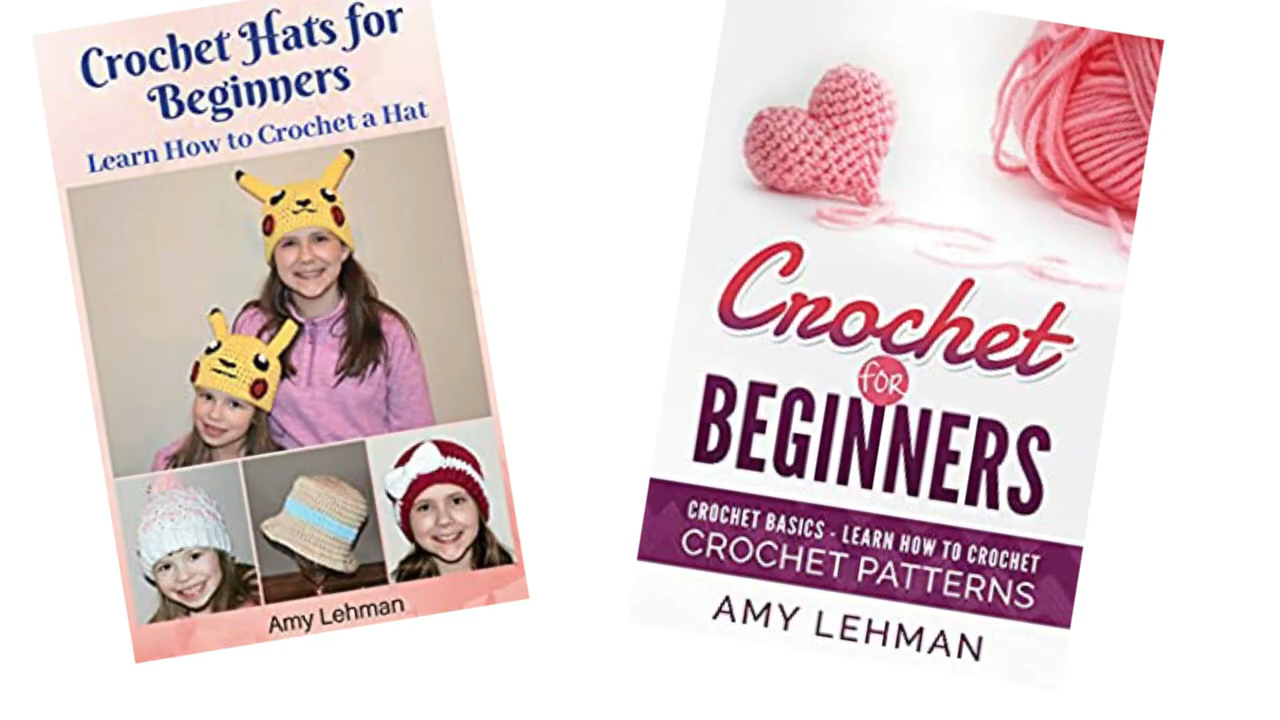 Crochet Hats for
Beginners
Learn How to Crochet a Hat
Amy Lehman
Crochet
for
BEGINNERS
CROCHET BASICS - LEARN HOW TO CROCHET
CROCHET PATTERNS
AMY LEHMAN